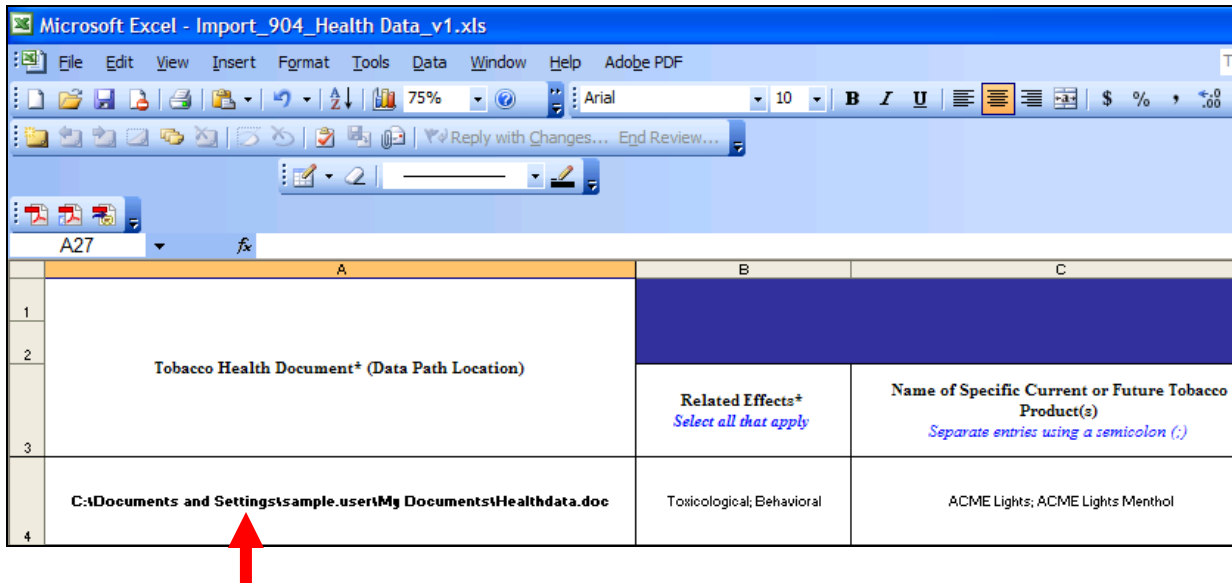 Microsoft Excel - Import_904_Health Data_v1.xls
File Edit View Insert Format Tools Data Window Help Adobe PDF
75% Arial 10 B I U $ % , .00
Reply with Changes... End Review...
A27 fx
A B C
1
2
Tobacco Health Document* (Data Path Location)
Related Effects*
Select all that apply
Name of Specific Current or Future Tobacco
Product(s)
Separate entries using a semicolon (;)
3
C:\Documents and Settings\sample.user\My Documents\Healthdata.doc
Toxicological; Behavioral
ACME Lights; ACME Lights Menthol
4